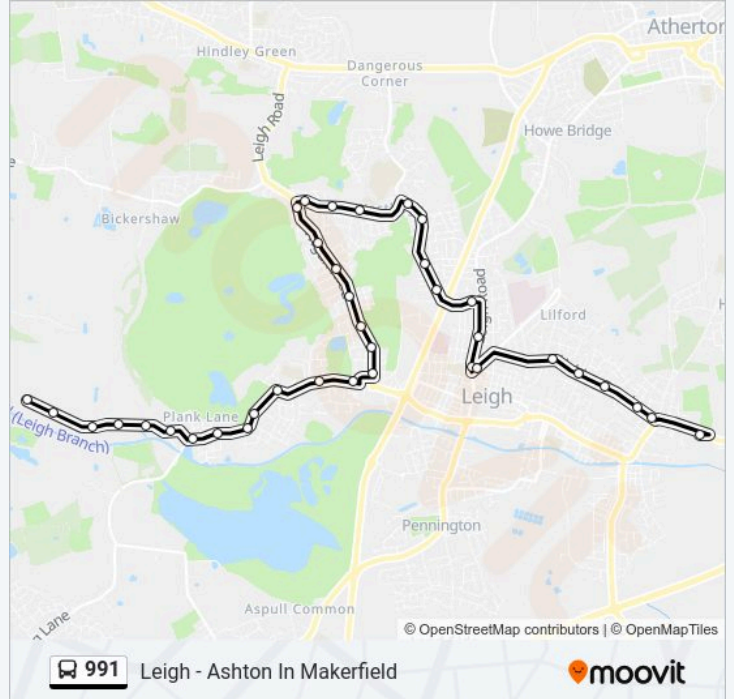 Atherton
Hindley Green
Dangerous
Corner
Leigh Road
Howe Bridge
Bickershaw
Lilford
Leigh
Plank Lane
(Leigh Branch)
Pennington
Aspull Common
Lane
© OpenStreetMap contributors | © OpenMapTiles
991 Leigh - Ashton In Makerfield
moovit